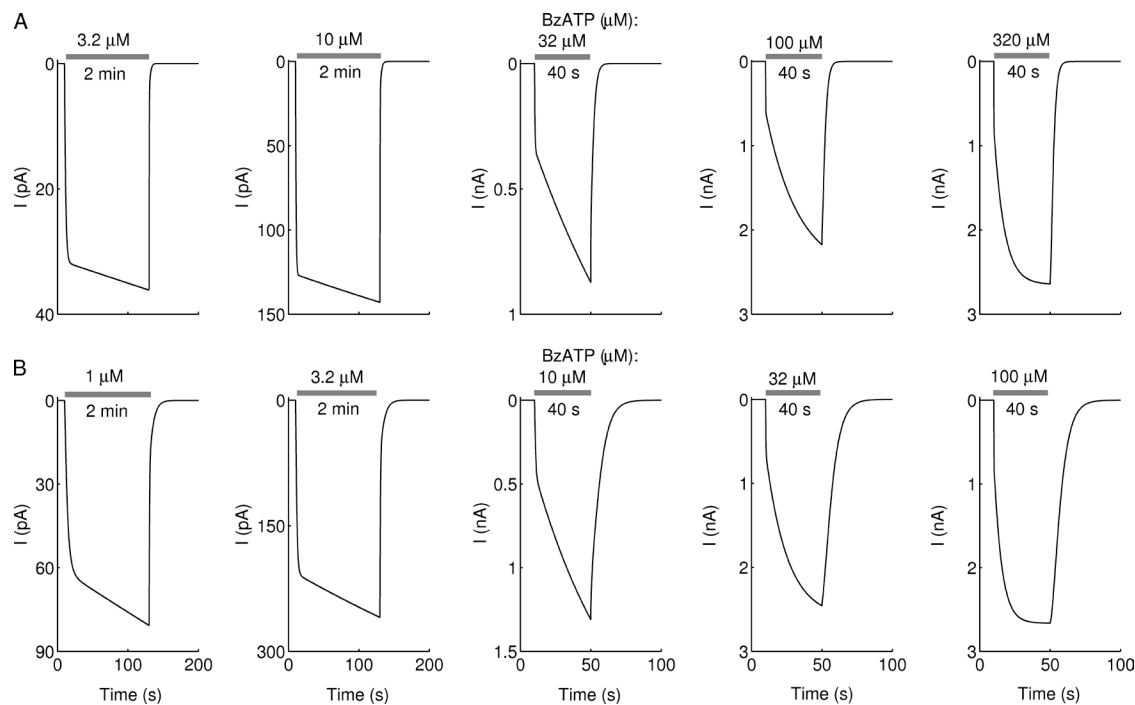 A
BzATP (μM):
3.2 μM
10 μM
32 μM
100 μM
320 μM
2 min
2 min
40 s
40 s
40 s
I (pA)
0
20
40
I (pA)
0
50
100
150
I (nA)
0
0.5
1
I (nA)
0
1
2
3
I (nA)
0
1
2
3
B
BzATP (μM):
1 μM
3.2 μM
10 μM
32 μM
100 μM
2 min
2 min
40 s
40 s
40 s
I (pA)
0
30
60
90
I (pA)
0
150
300
I (nA)
0
0.5
1
1.5
I (nA)
0
1
2
3
I (nA)
0
1
2
3
0 100 200
0 100 200
0 50 100
0 50 100
0 50 100
Time (s)
Time (s)
Time (s)
Time (s)
Time (s)